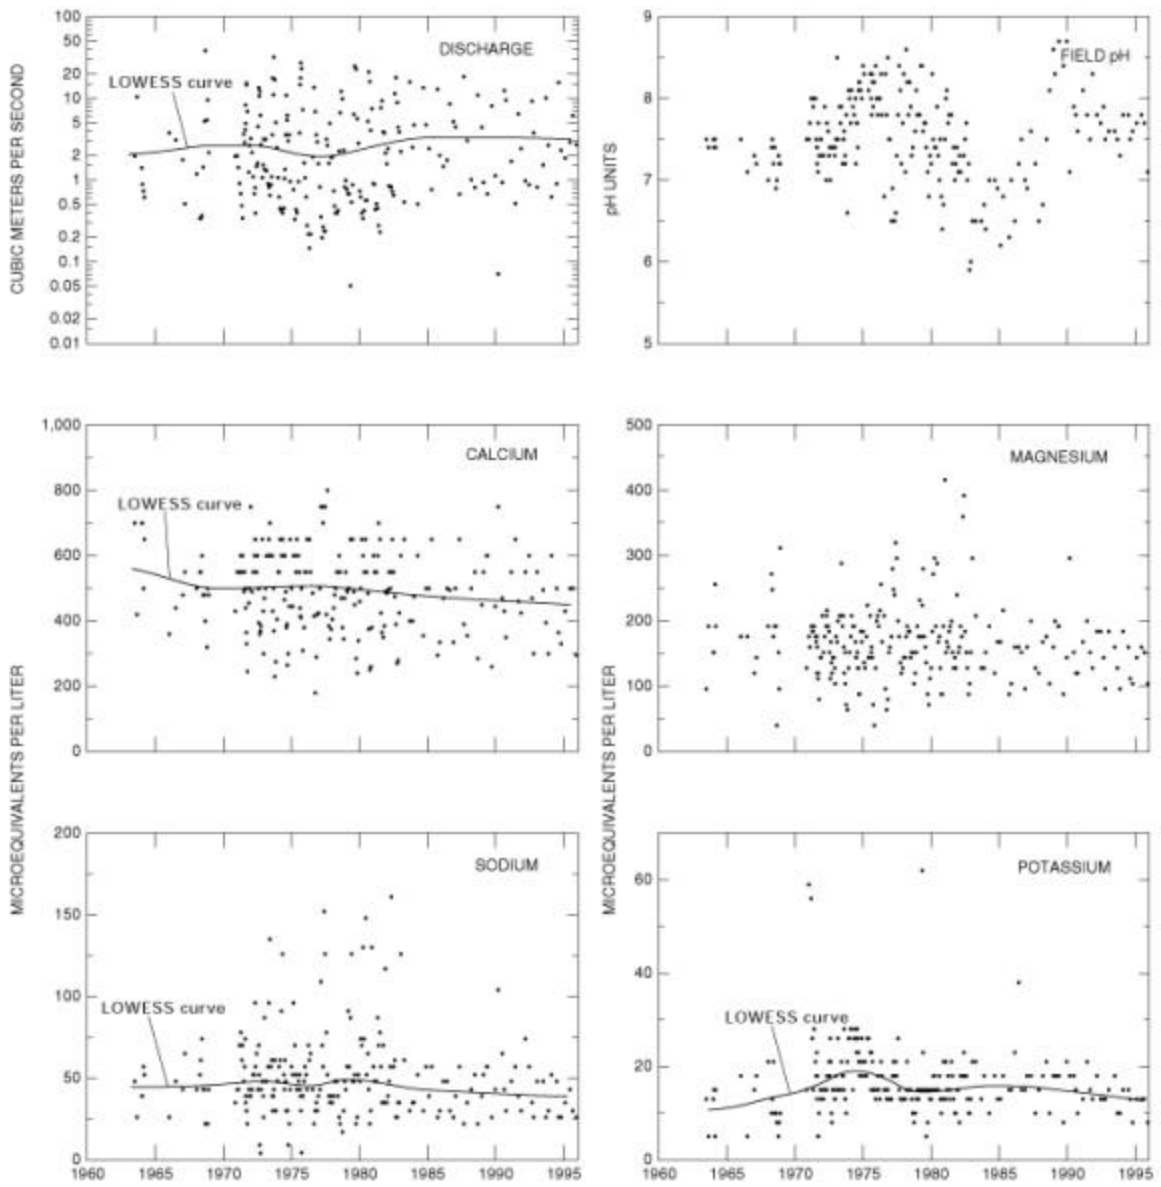 CUBIC METERS PER SECOND
100
50
20
10
5
2
1
0.5
0.2
0.1
0.05
0.02
0.01
DISCHARGE
LOWESS curve
pH UNITS
9
8
7
6
5
FIELD pH
MICROEQUIVALENTS PER LITER
1,000
800
600
400
200
0
CALCIUM
LOWESS curve
MICROEQUIVALENTS PER LITER
500
400
300
200
100
0
MAGNESIUM
200
150
100
50
0
SODIUM
LOWESS curve
1960 1965 1970 1975 1980 1985 1990 1995
60
40
20
0
POTASSIUM
LOWESS curve
1960 1965 1970 1975 1980 1985 1990 1995